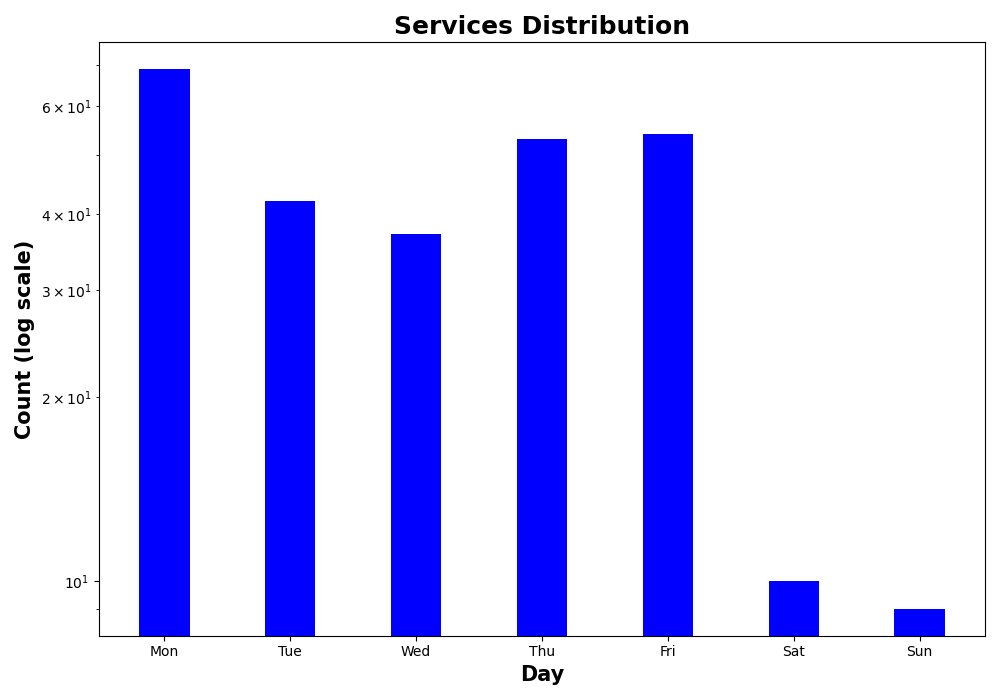 Services Distribution
Count (log scale)
6 × 10¹
4 × 10¹
3 × 10¹
2 × 10¹
10¹
Mon Tue Wed Thu Fri Sat Sun
Day